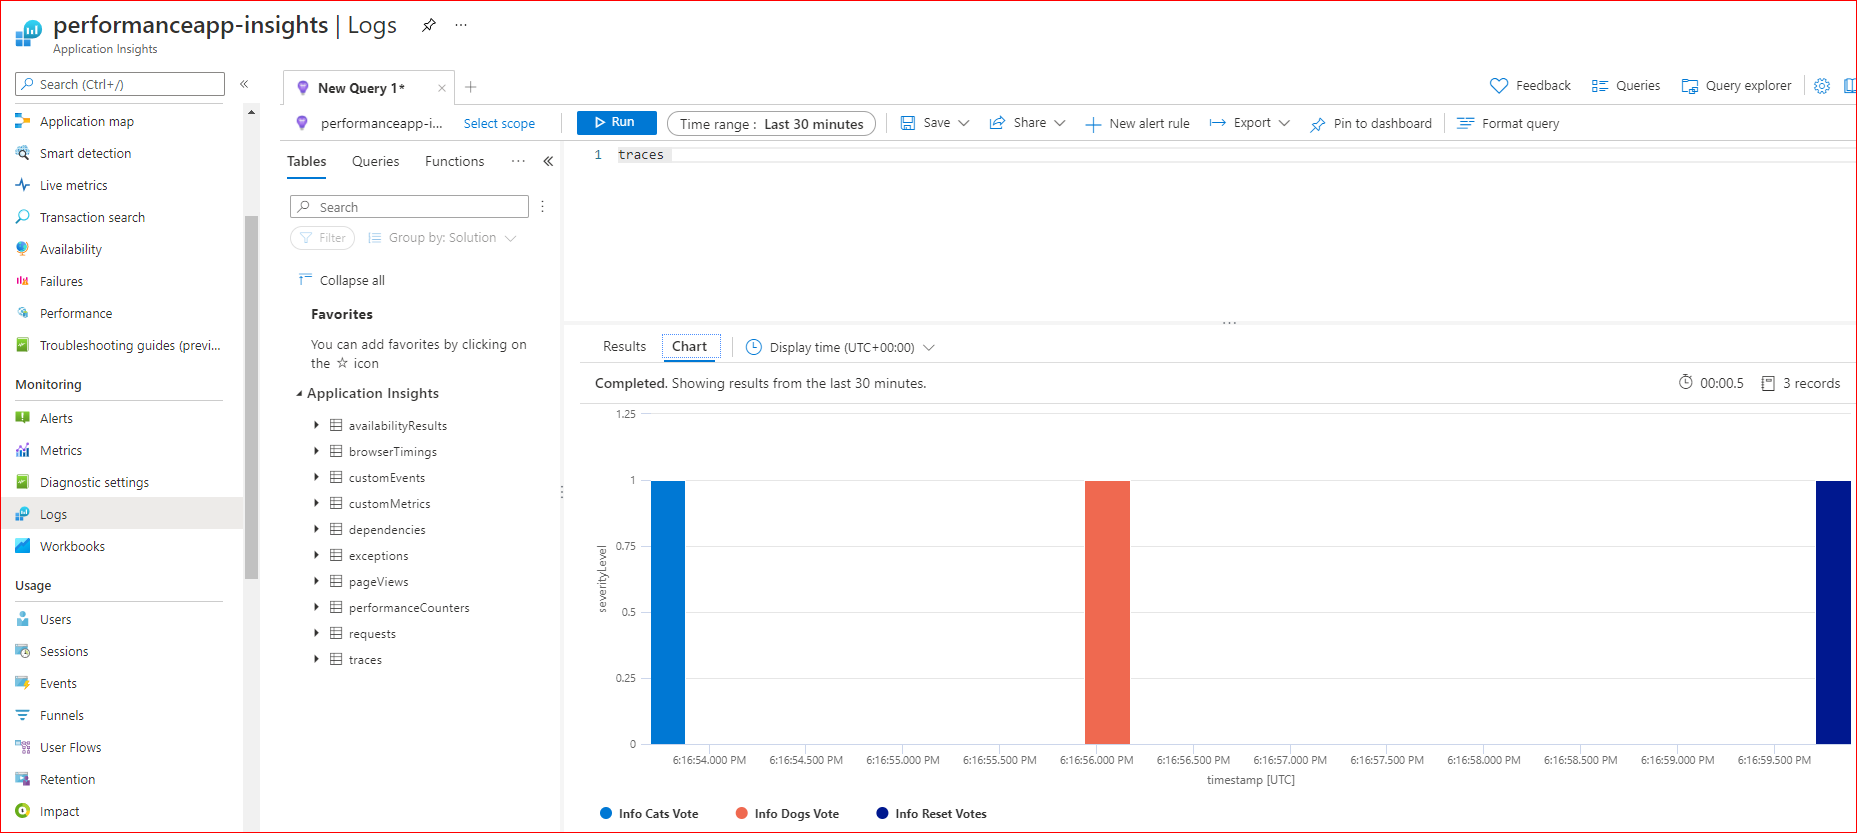 performanceapp-insights | Logs
Application Insights
Search (Ctrl+/)
Application map
Smart detection
Live metrics
Transaction search
Availability
Failures
Performance
Troubleshooting guides (previ...
Monitoring
Alerts
Metrics
Diagnostic settings
Logs
Workbooks
Usage
Users
Sessions
Events
Funnels
User Flows
Retention
Impact
New Query 1*
Feedback
Queries
Query explorer
performanceapp-i...
Select scope
Run
Time range : Last 30 minutes
Save
Share
New alert rule
Export
Pin to dashboard
Format query
Tables
Queries
Functions
Search
Filter
Group by: Solution
Collapse all
Favorites
You can add favorites by clicking on
the ☆ icon
Application Insights
availabilityResults
browserTimings
customEvents
customMetrics
dependencies
exceptions
pageViews
performanceCounters
requests
traces
1 traces
Results
Chart
Display time (UTC+00:00)
Completed. Showing results from the last 30 minutes.
00:00.5
3 records
1.25
1
0.75
0.5
0.25
0
severityLevel
6:16:54.000 PM
6:16:54.500 PM
6:16:55.000 PM
6:16:55.500 PM
6:16:56.000 PM
6:16:56.500 PM
6:16:57.000 PM
6:16:57.500 PM
6:16:58.000 PM
6:16:58.500 PM
6:16:59.000 PM
6:16:59.500 PM
timestamp [UTC]
Info Cats Vote
Info Dogs Vote
Info Reset Votes